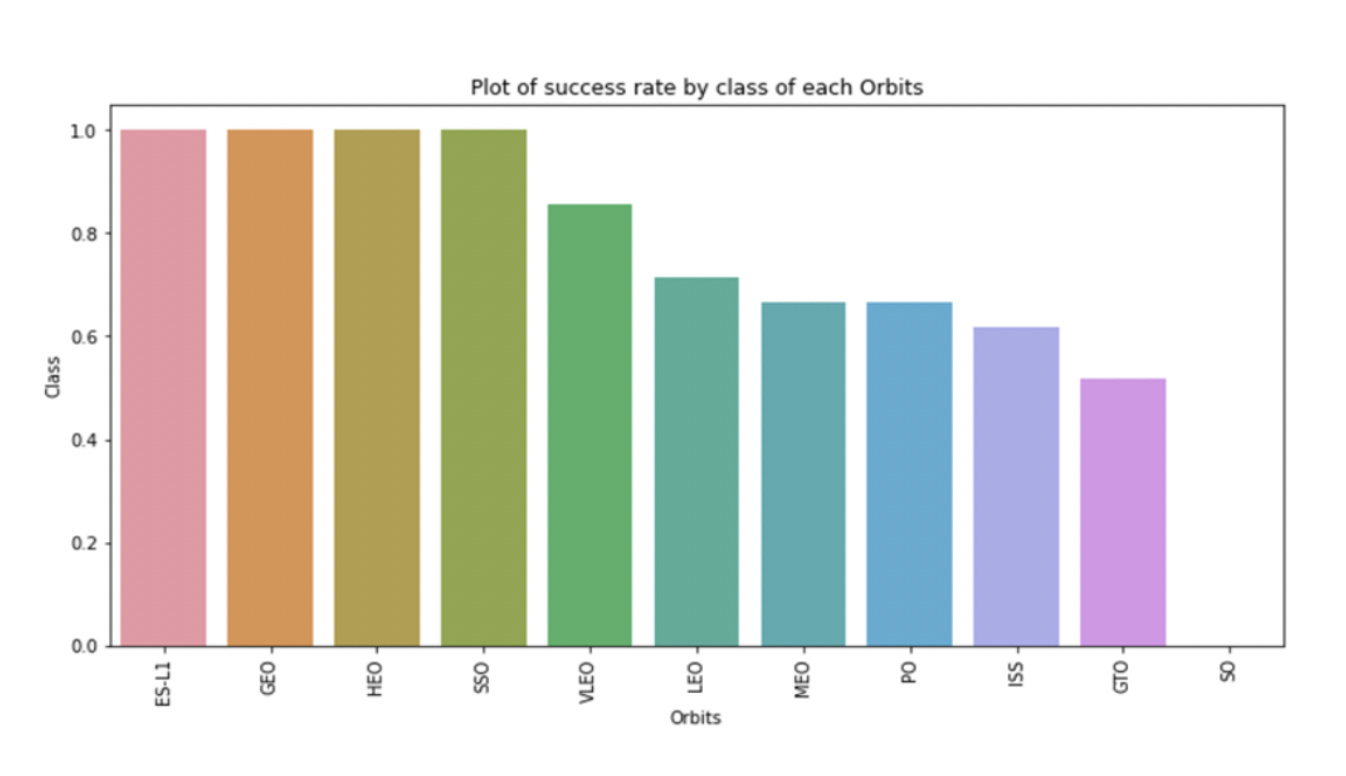 Plot of success rate by class of each Orbits
1.0
0.8
0.6
0.4
0.2
0.0
Class
ES-L1
GEO
HEO
SSO
VLEO
LEO
MEO
PO
ISS
GTO
SO
Orbits